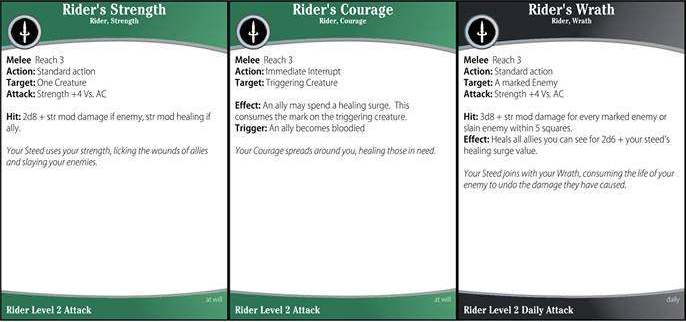 Rider's Strength
Rider, Strength
Melee Reach 3
Action: Standard action
Target: One Creature
Attack: Strength +4 Vs. AC
Hit: 2d8 + str mod damage if enemy, str mod healing if
ally.
Your Steed uses your strength, licking the wounds of allies
and slaying your enemies.
at will
Rider Level 2 Attack
Rider's Courage
Rider, Courage
Melee Reach 3
Action: Immediate Interrupt
Target: Triggering Creature
Effect: An ally may spend a healing surge. This
consumes the mark on the triggering creature.
Trigger: An ally becomes bloodied
Your Courage spreads around you, healing those in need.
at will
Rider Level 2 Attack
Rider's Wrath
Rider, Wrath
Melee Reach 3
Action: Standard action
Target: A marked Enemy
Attack: Strength +4 Vs. AC
Hit: 3d8 + str mod damage for every marked enemy or
slain enemy within 5 squares.
Effect: Heals all allies you can see for 2d6 + your steed's
healing surge value.
Your Steed joins with your Wrath, consuming the life of your
enemy to undo the damage they have caused.
daily
Rider Level 2 Daily Attack